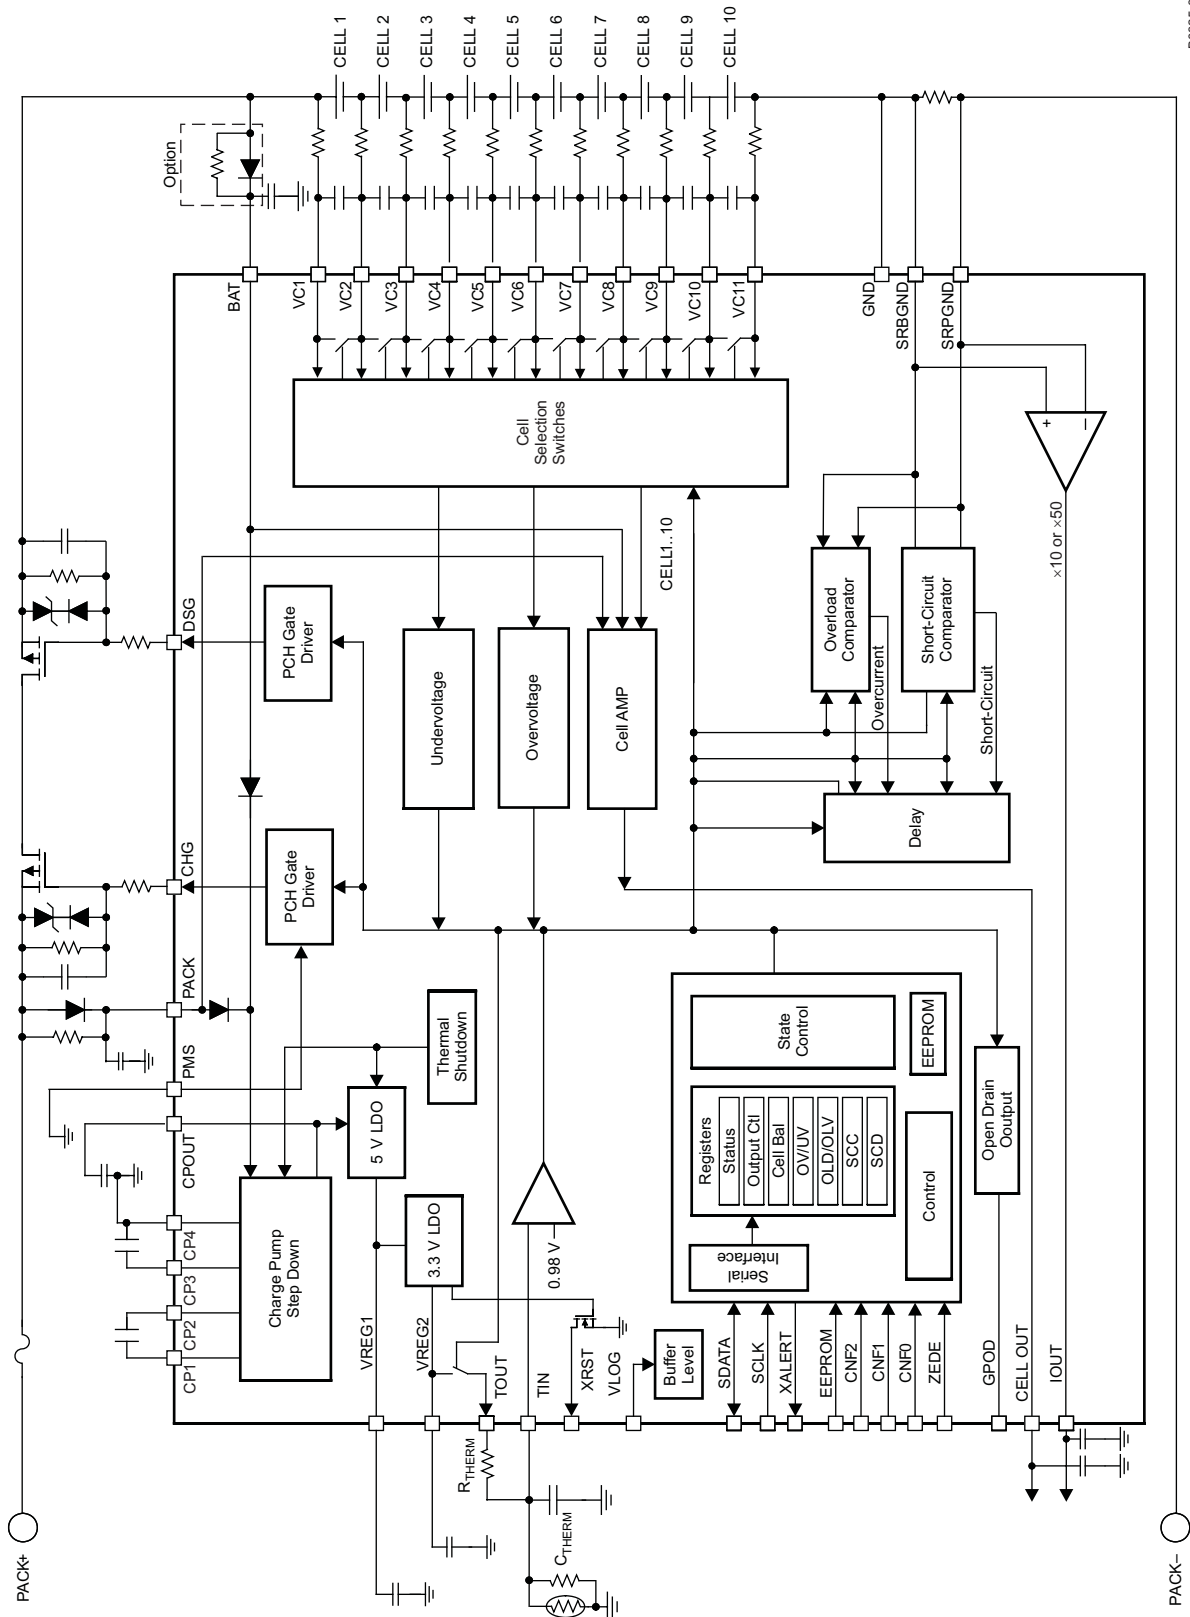 PACK+
PACK–
Option
CELL 1
CELL 2
CELL 3
CELL 4
CELL 5
CELL 6
CELL 7
CELL 8
CELL 9
CELL 10
BAT
VC1
VC2
VC3
VC4
VC5
VC6
VC7
VC8
VC9
VC10
VC11
GND
SRBGND
SRPGND
Cell
Selection
Switches
CELL1..10
+
–
×10 or ×50
DSG
PCH Gate
Driver
CHG
PCH Gate
Driver
PACK
PMS
CPOUT
CP4
CP3
CP2
CP1
Undervoltage
Overvoltage
Cell AMP
Overload
Comparator
Short-Circuit
Comparator
Overcurrent
Short-Circuit
Delay
Thermal
Shutdown
5 V LDO
3.3 V LDO
Charge Pump
Step Down
0.98 V
State
Control
EEPROM
Registers
Status
Output Ctl
Cell Bal
OV/UV
OLD/OLV
SCC
SCD
Serial
Interface
Control
Open Drain
Ooutput
Buffer
Level
VREG1
VREG2
TOUT
TIN
XRST
VLOG
SDATA
SCLK
XALERT
EEPROM
CNF2
CNF1
CNF0
ZEDE
GPOD
CELL OUT
IOUT
RTHERM
CTHERM